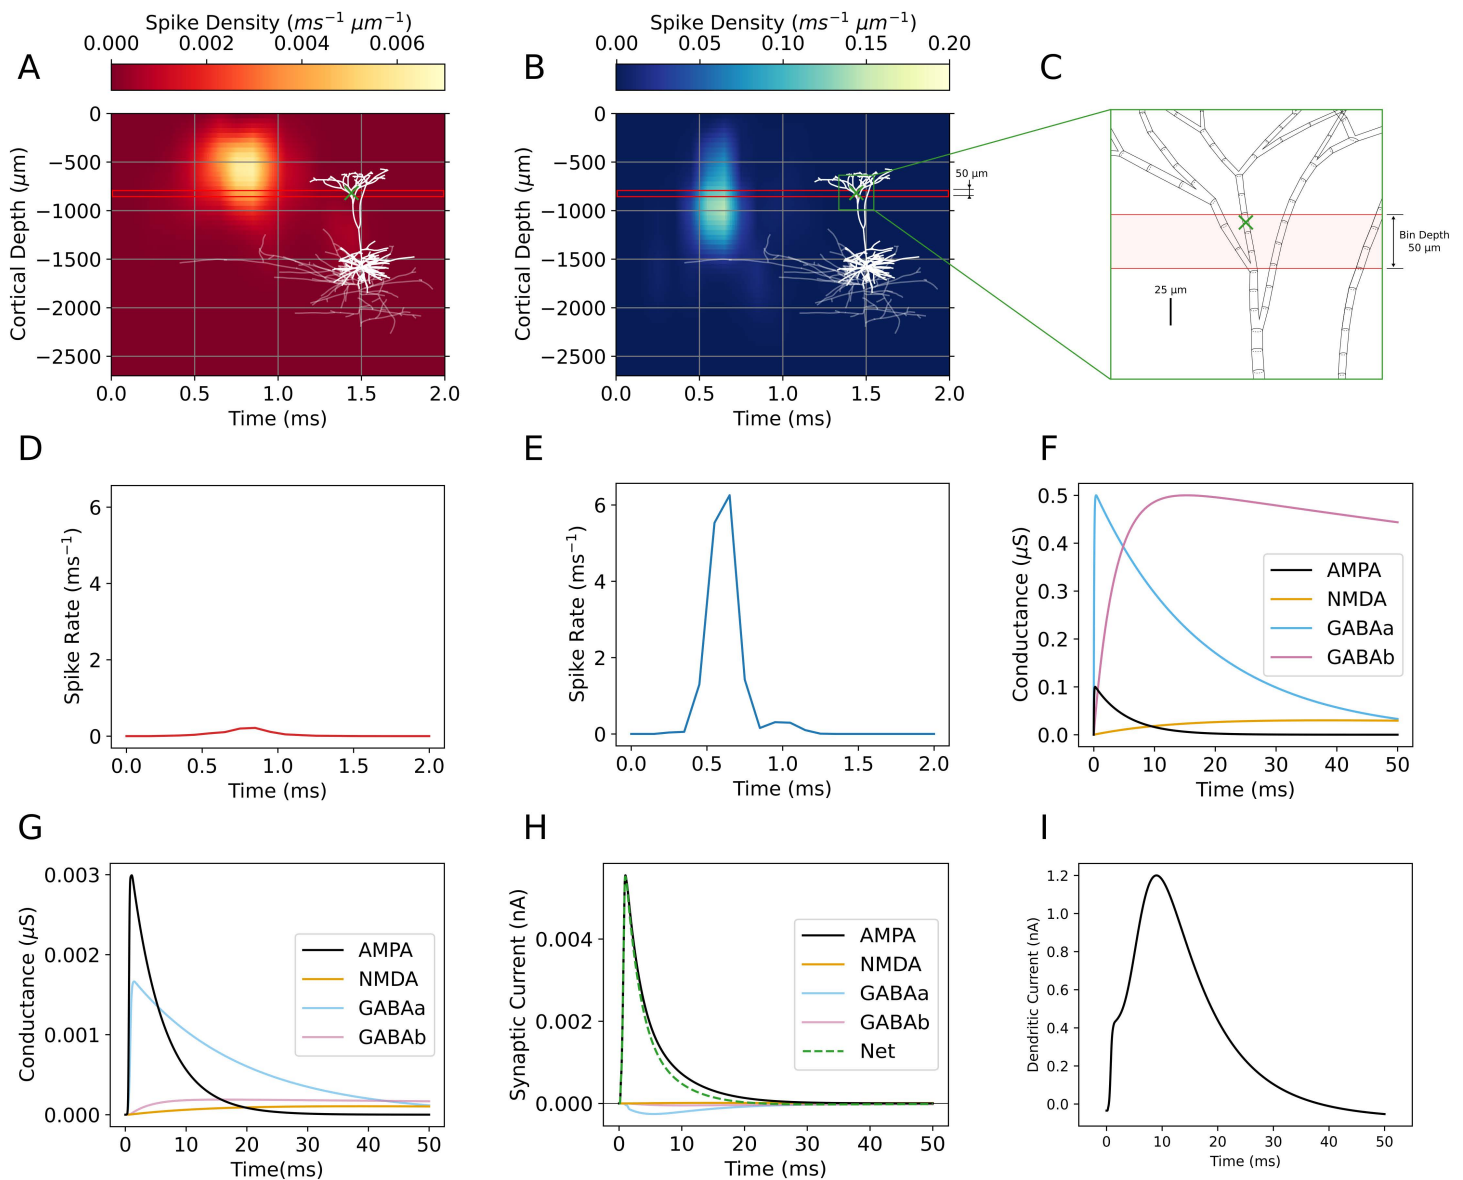 A
Spike Density (ms⁻¹ μm⁻¹)
0.000 0.002 0.004 0.006
0
−500
−1000
−1500
−2000
−2500
Cortical Depth (μm)
0.0 0.5 1.0 1.5 2.0
Time (ms)
B
Spike Density (ms⁻¹ μm⁻¹)
0.00 0.05 0.10 0.15 0.20
0
−500
−1000
−1500
−2000
−2500
Cortical Depth (μm)
0.0 0.5 1.0 1.5 2.0
Time (ms)
50 μm
C
Bin Depth
50 μm
25 μm
D
6
4
2
0
Spike Rate (ms⁻¹)
0.0 0.5 1.0 1.5 2.0
Time (ms)
E
6
4
2
0
Spike Rate (ms⁻¹)
0.0 0.5 1.0 1.5 2.0
Time (ms)
F
0.5
0.4
0.3
0.2
0.1
0.0
Conductance (μS)
AMPA
NMDA
GABAa
GABAb
0 10 20 30 40 50
Time (ms)
G
0.003
0.002
0.001
0.000
Conductance (μS)
AMPA
NMDA
GABAa
GABAb
0 10 20 30 40 50
Time(ms)
H
0.004
0.002
0.000
Synaptic Current (nA)
AMPA
NMDA
GABAa
GABAb
Net
0 10 20 30 40 50
Time (ms)
I
1.2
1.0
0.8
0.6
0.4
0.2
0.0
Dendritic Current (nA)
0 10 20 30 40 50
Time (ms)